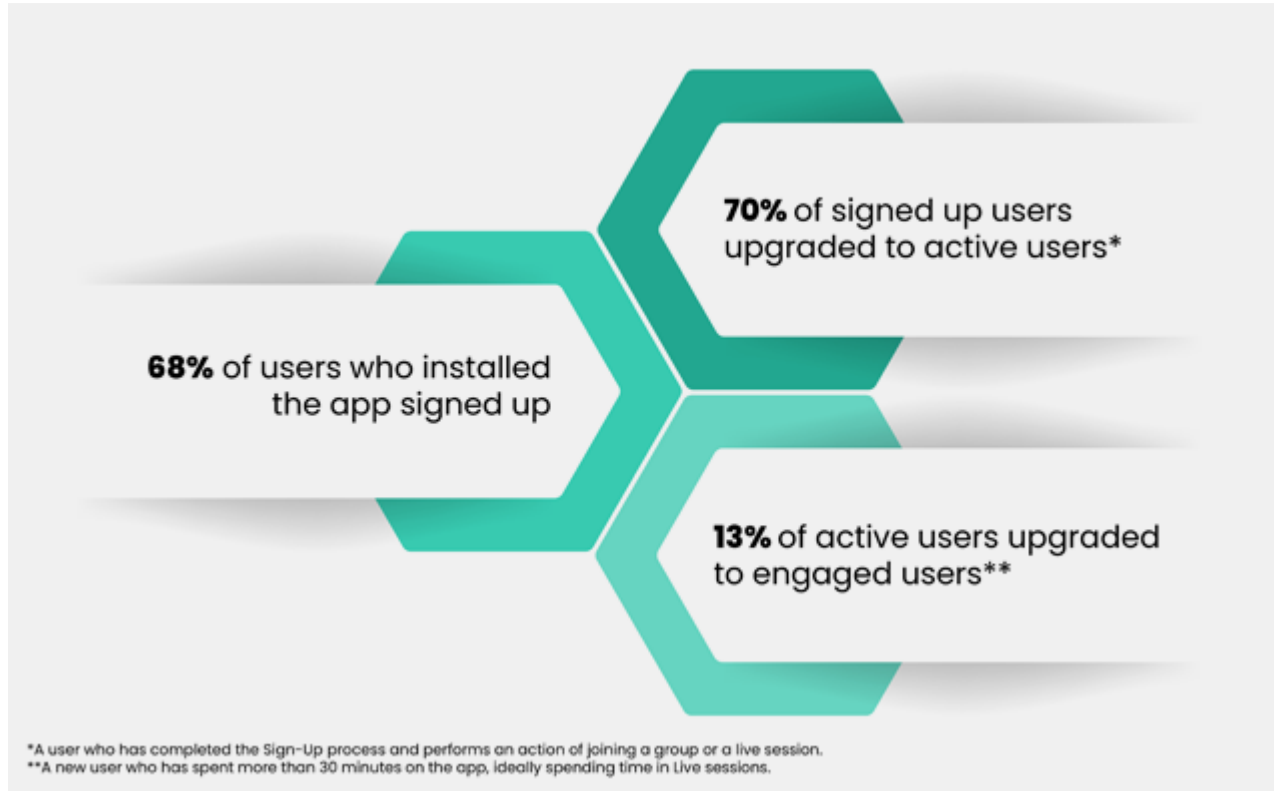 70% of signed up users
upgraded to active users*
68% of users who installed
the app signed up
13% of active users upgraded
to engaged users**
*A user who has completed the Sign-Up process and performs an action of joining a group or a live session.
**A new user who has spent more than 30 minutes on the app, ideally spending time in Live sessions.